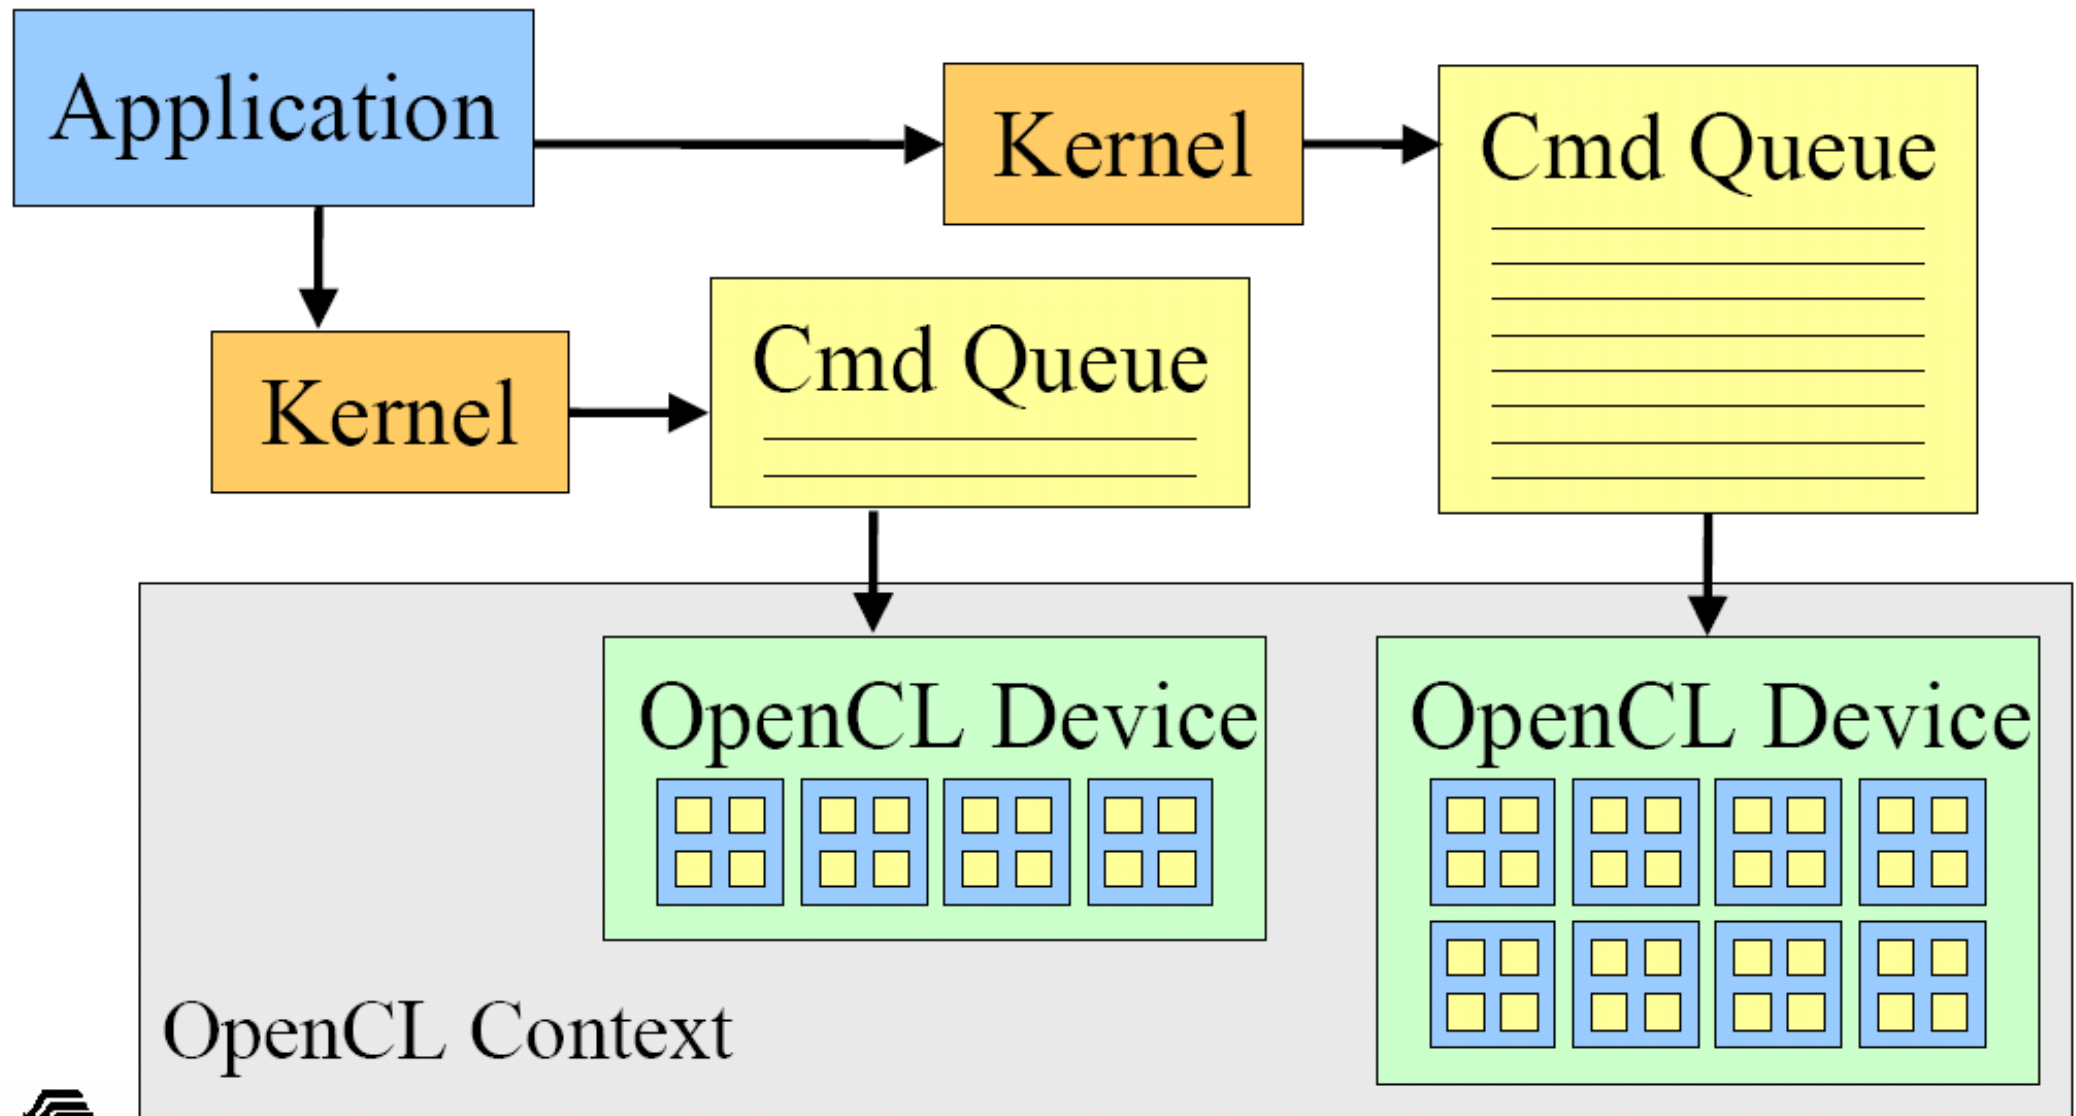 Application
Kernel
Cmd Queue
Kernel
Cmd Queue
OpenCL Device
OpenCL Device
OpenCL Context